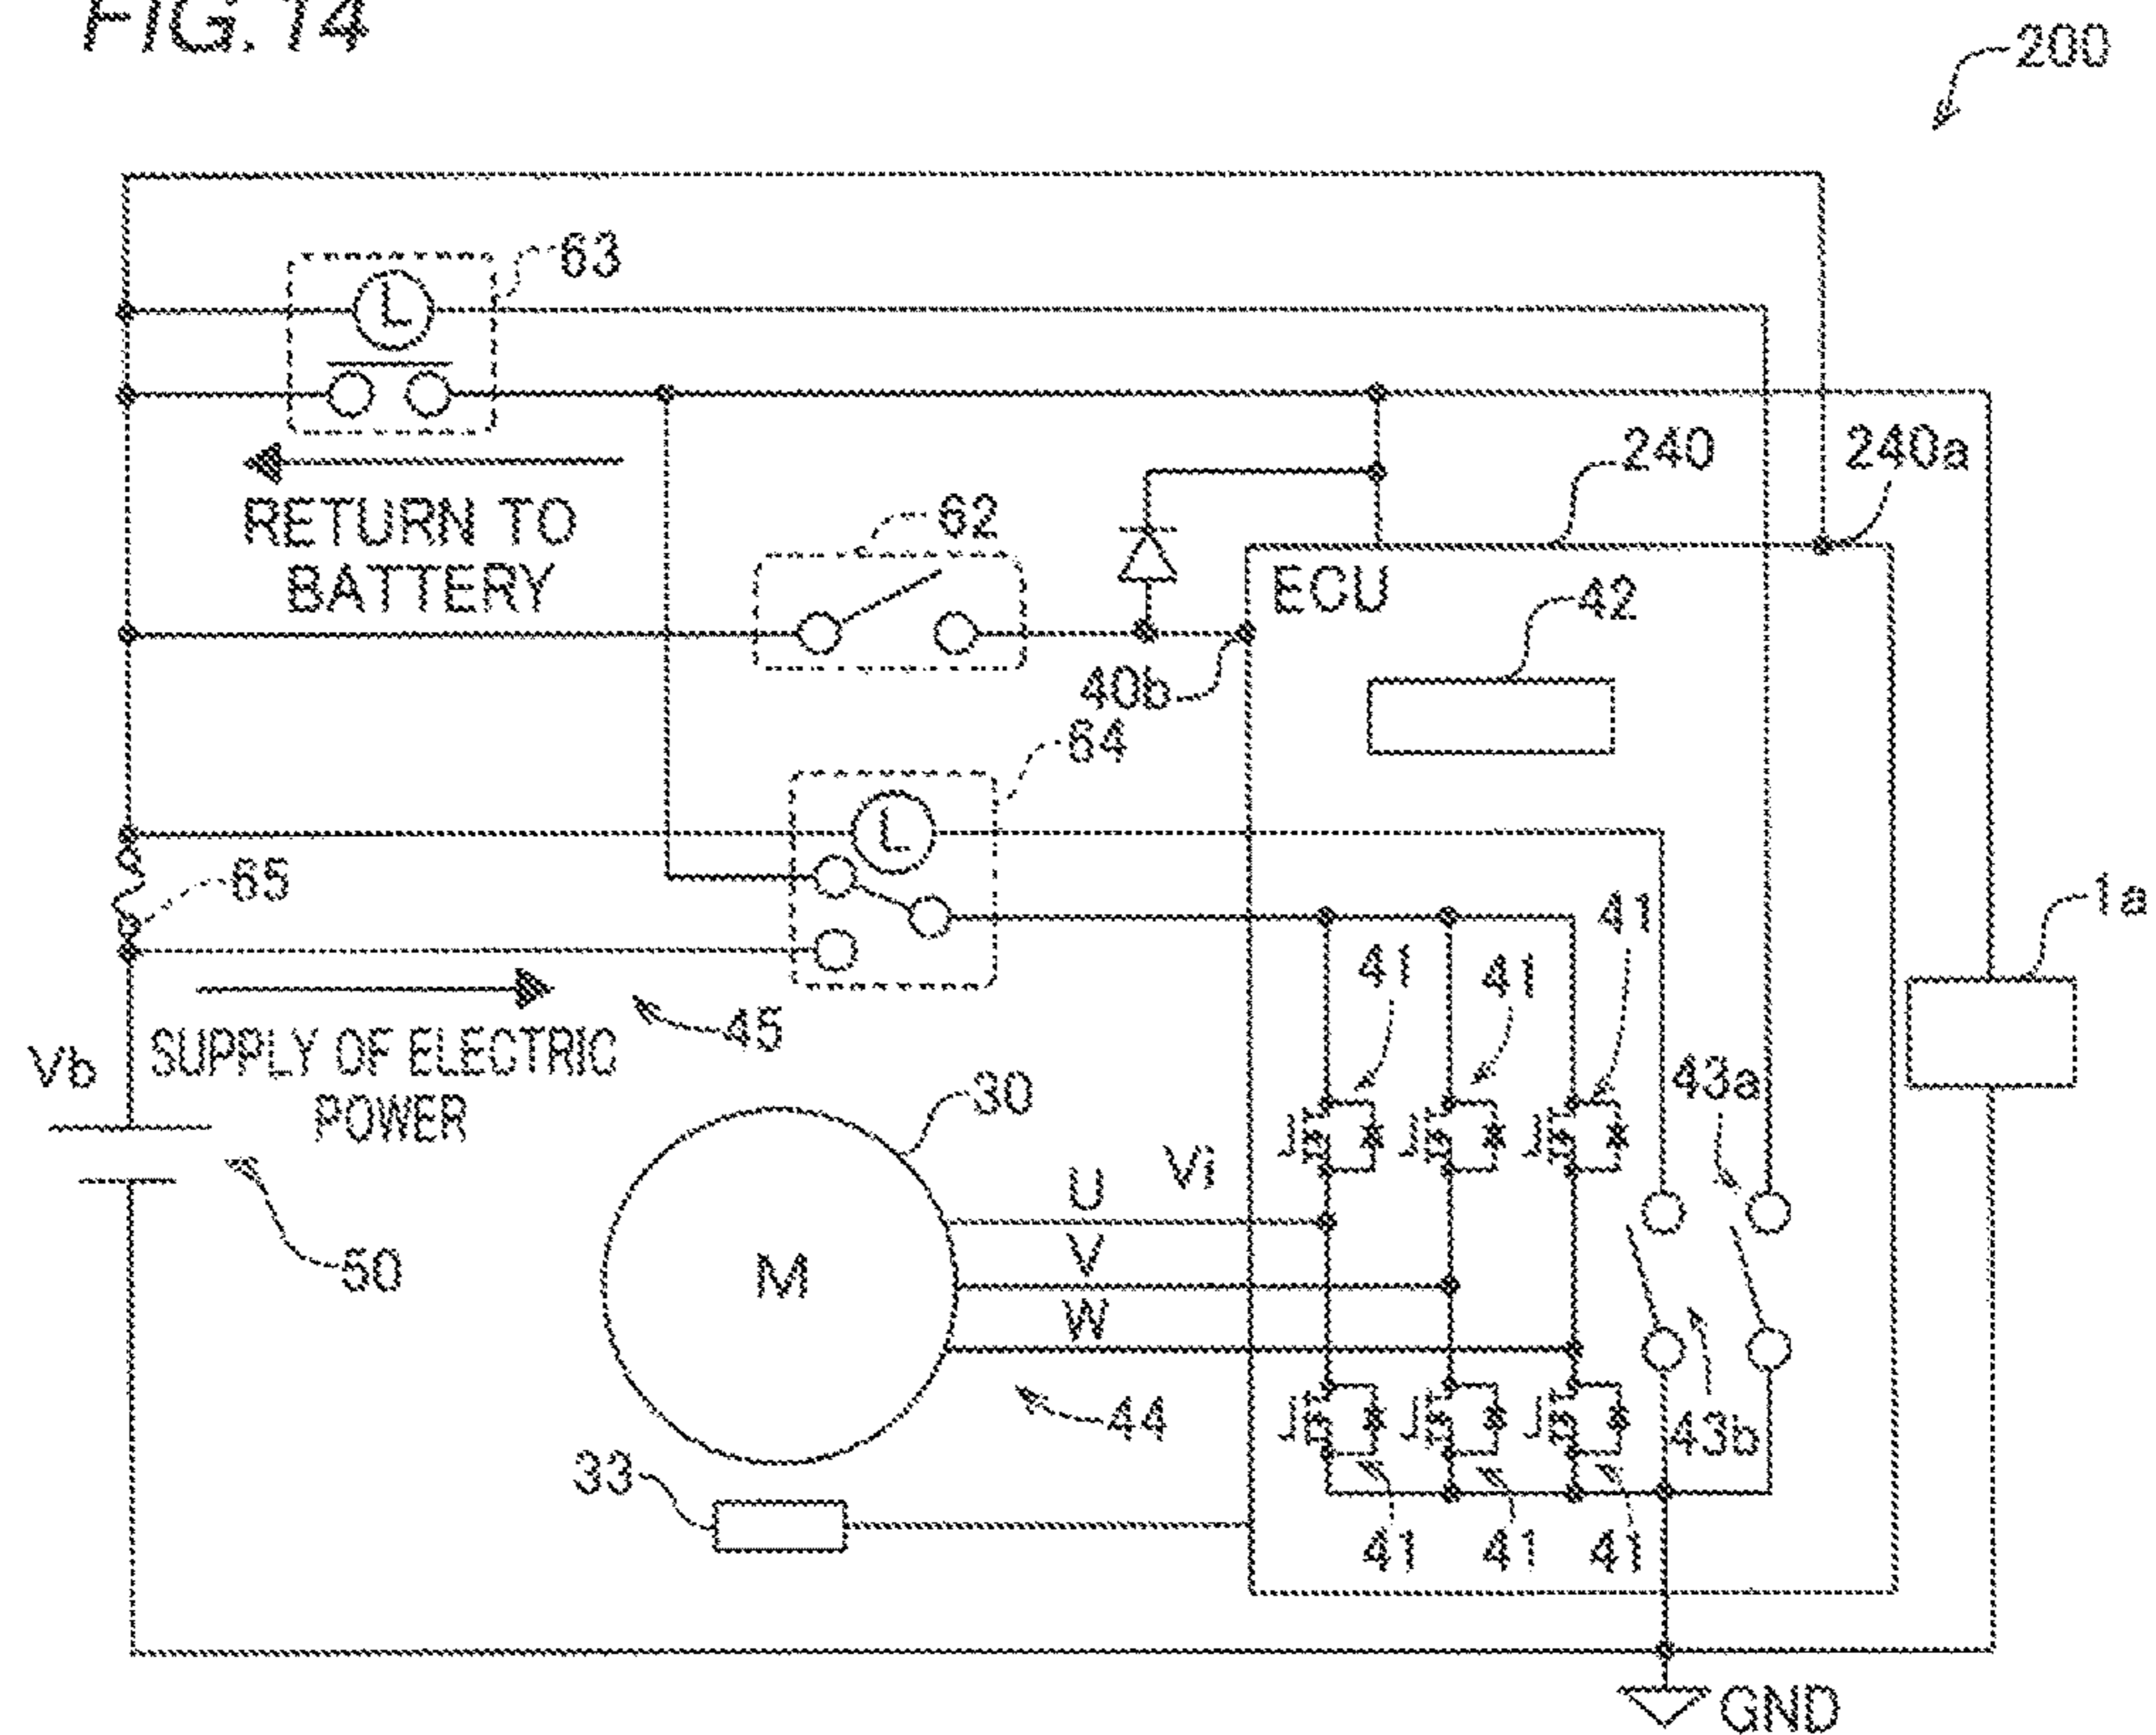 FIG. 14
200
63
L
240
240a
RETURN TO
BATTERY
62
ECU
42
40b
64
L
65
41
1a
41
41
45
Vb
SUPPLY OF ELECTRIC
POWER
43a
30
Vi
U
M
V
50
W
44
43b
33
41
41
41
GND